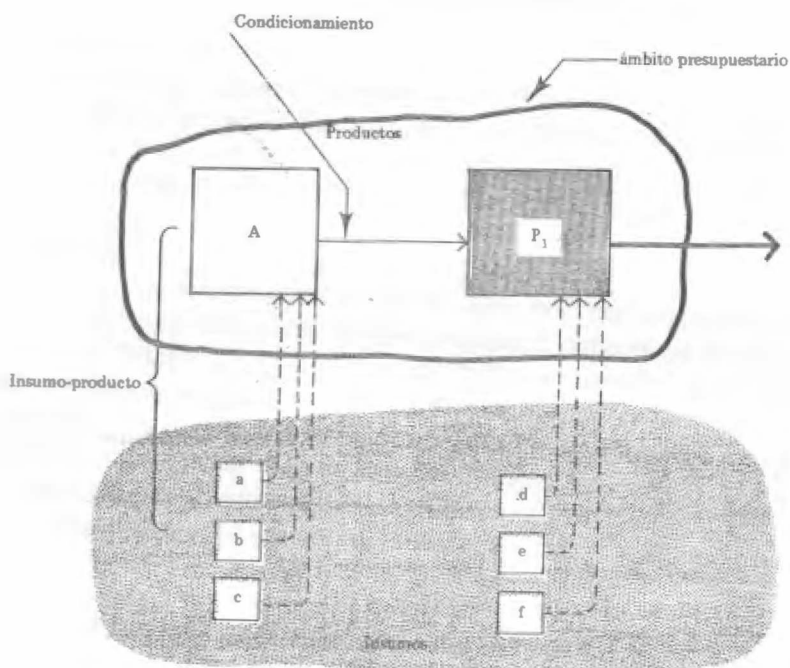 Condicionamiento
ámbito presupuestario
Productos
A
P₁
Insumo-producto
a
.d
b
e
c
f
Insumos